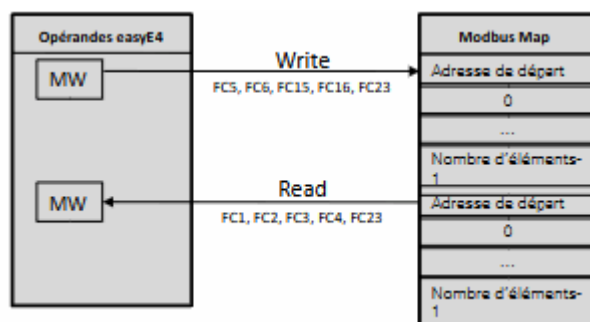 Opérandes easyE4
MW
Write
FC5, FC6, FC15, FC16, FC23
MW
Read
FC1, FC2, FC3, FC4, FC23
Modbus Map
Adresse de départ
0
...
Nombre d'éléments-
1
Adresse de départ
0
...
Nombre d'éléments-
1